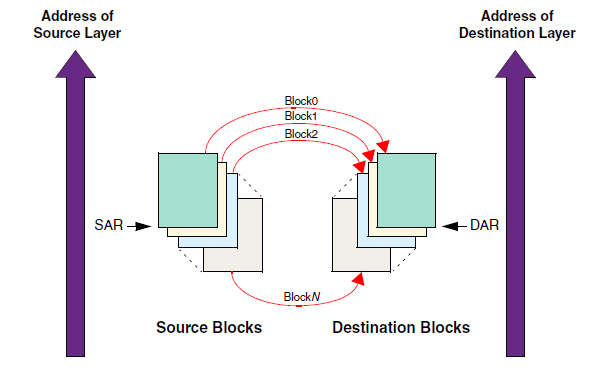 Address of
Source Layer
Address of
Destination Layer
Block0
Block1
Block2
SAR
DAR
BlockN
Source Blocks
Destination Blocks